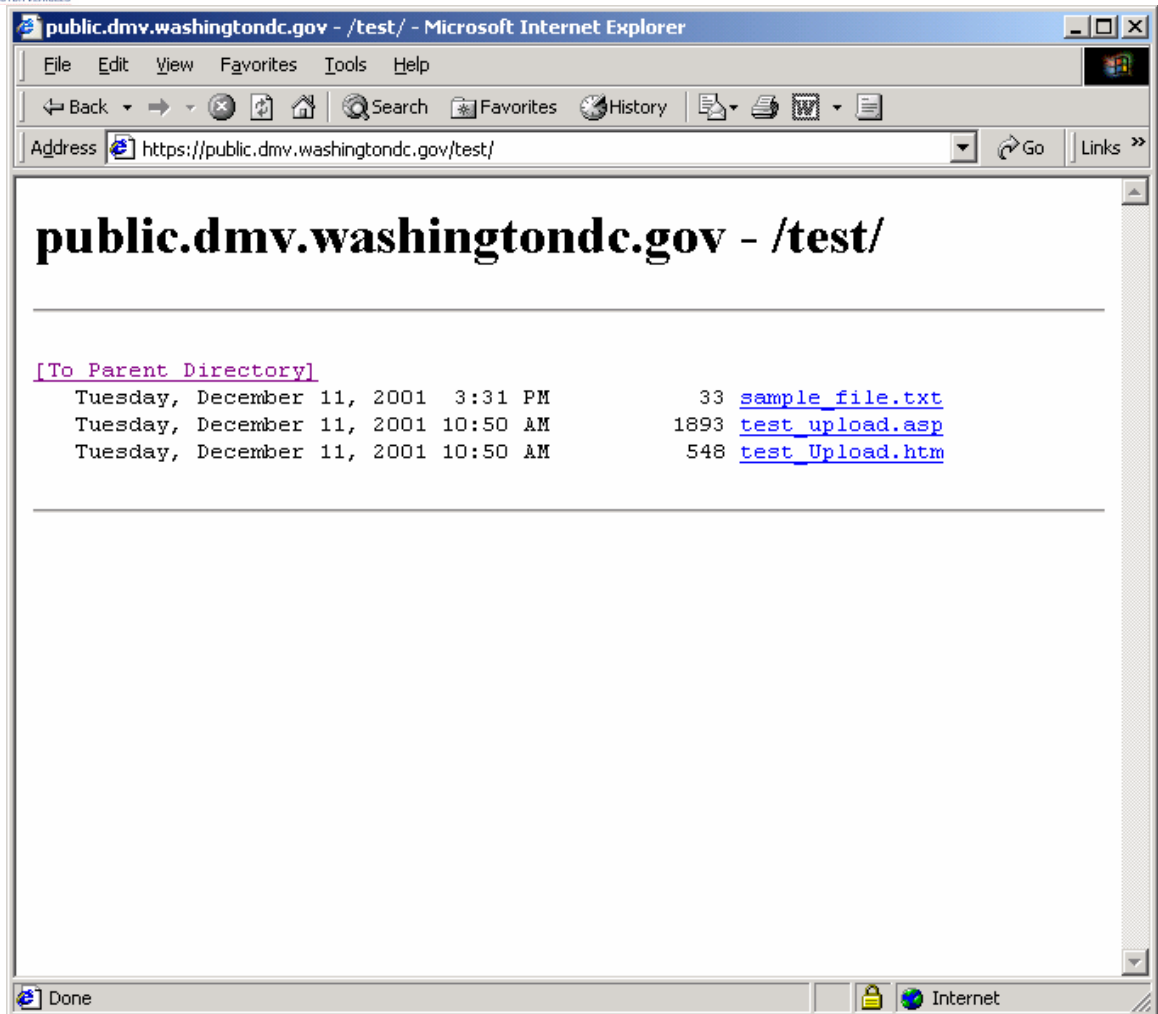 public.dmv.washingtondc.gov - /test/ - Microsoft Internet Explorer
File Edit View Favorites Tools Help
Back Search Favorites History
Address https://public.dmv.washingtondc.gov/test/ Go Links »
public.dmv.washingtondc.gov - /test/
[To Parent Directory]
Tuesday, December 11, 2001 3:31 PM 33 sample_file.txt
Tuesday, December 11, 2001 10:50 AM 1893 test_upload.asp
Tuesday, December 11, 2001 10:50 AM 548 test_Upload.htm
Done Internet